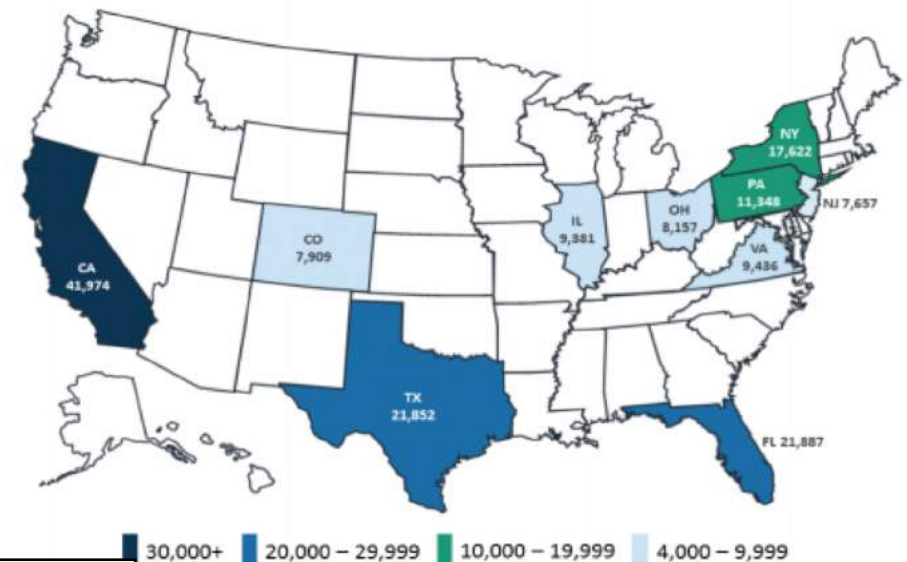 NY
17,622
PA
11,348
NJ 7,657
OH
8,157
IL
9,381
VA
9,436
CO
7,909
CA
41,974
TX
21,852
FL 21,887
30,000+ 20,000 – 29,999 10,000 – 19,999 4,000 – 9,999